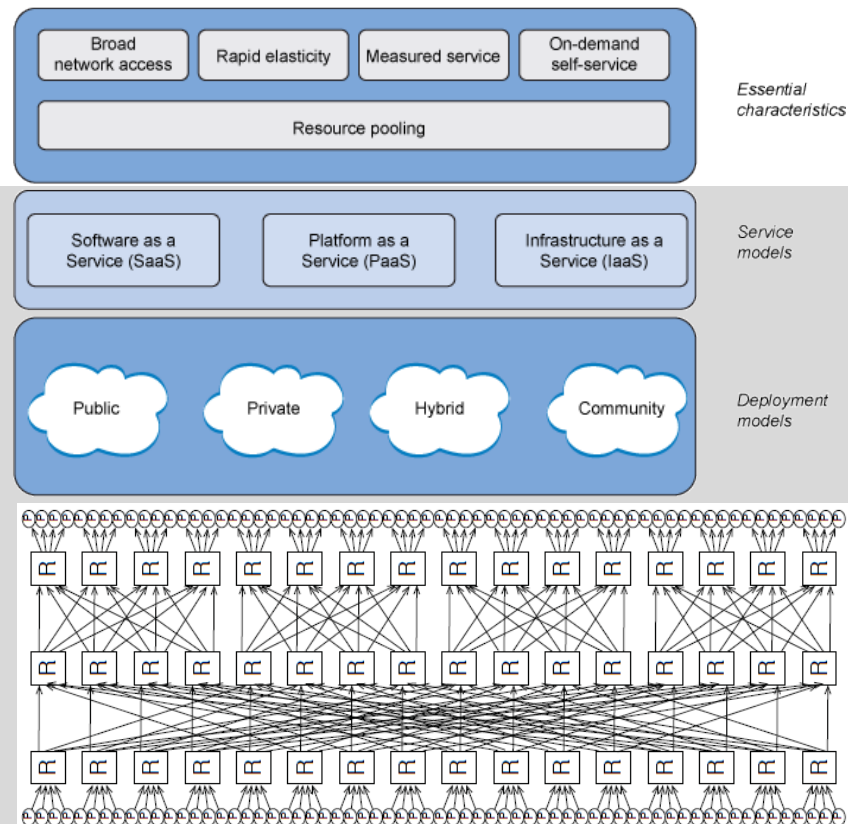 Broad
network access
Rapid elasticity
Measured service
On-demand
self-service
Resource pooling
Essential
characteristics
Software as a
Service (SaaS)
Platform as a
Service (PaaS)
Infrastructure as a
Service (IaaS)
Service
models
Public
Private
Hybrid
Community
Deployment
models
R R R R R R R R R R R R R R R R
R R R R R R R R R R R R R R R R
R R R R R R R R R R R R R R R R